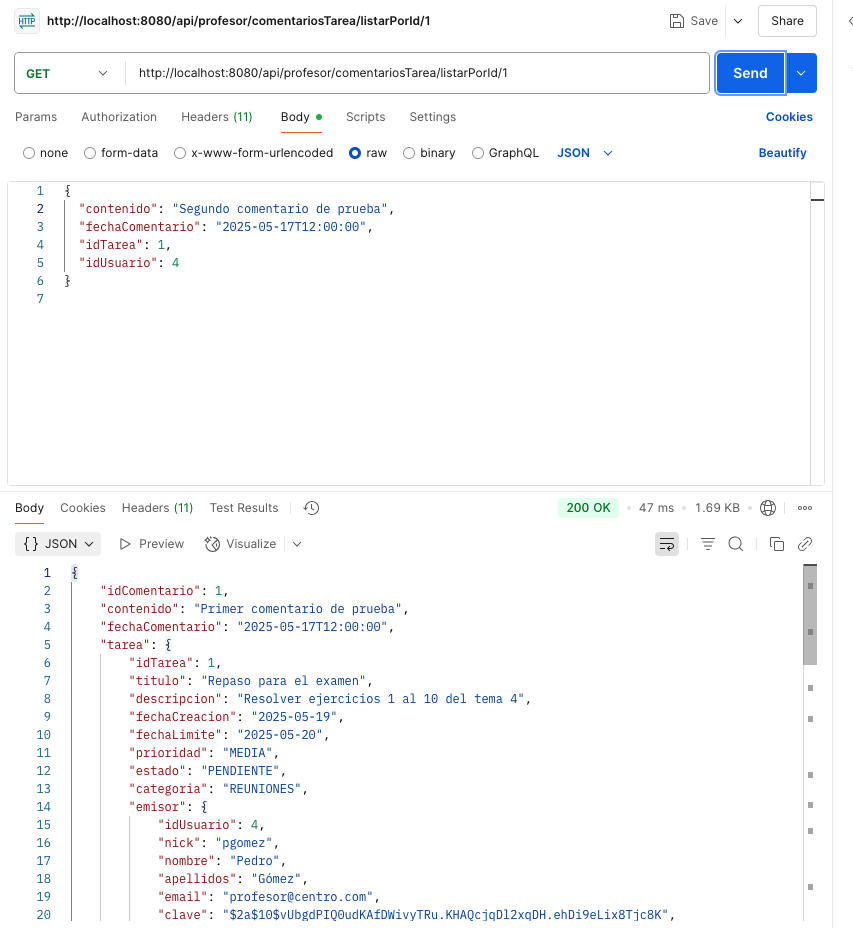 HTTP http://localhost:8080/api/profesor/comentariosTarea/listarPorId/1 Save Share
GET http://localhost:8080/api/profesor/comentariosTarea/listarPorId/1 Send
Params Authorization Headers (11) Body Scripts Settings Cookies
none form-data x-www-form-urlencoded raw binary GraphQL JSON Beautify
1 {
2 "contenido": "Segundo comentario de prueba",
3 "fechaComentario": "2025-05-17T12:00:00",
4 "idTarea": 1,
5 "idUsuario": 4
6 }
7
Body Cookies Headers (11) Test Results 200 OK 47 ms 1.69 KB
{} JSON Preview Visualize
1 {
2 "idComentario": 1,
3 "contenido": "Primer comentario de prueba",
4 "fechaComentario": "2025-05-17T12:00:00",
5 "tarea": {
6 "idTarea": 1,
7 "titulo": "Repaso para el examen",
8 "descripcion": "Resolver ejercicios 1 al 10 del tema 4",
9 "fechaCreacion": "2025-05-19",
10 "fechaLimite": "2025-05-20",
11 "prioridad": "MEDIA",
12 "estado": "PENDIENTE",
13 "categoria": "REUNIONES",
14 "emisor": {
15 "idUsuario": 4,
16 "nick": "pgomez",
17 "nombre": "Pedro",
18 "apellidos": "Gómez",
19 "email": "profesor@centro.com",
20 "clave": "$2a$10$vUbgdPIQ0udKAfDWivyTRu.KHAQcjqDl2xqDH.ehDi9eLix8Tjc8K",